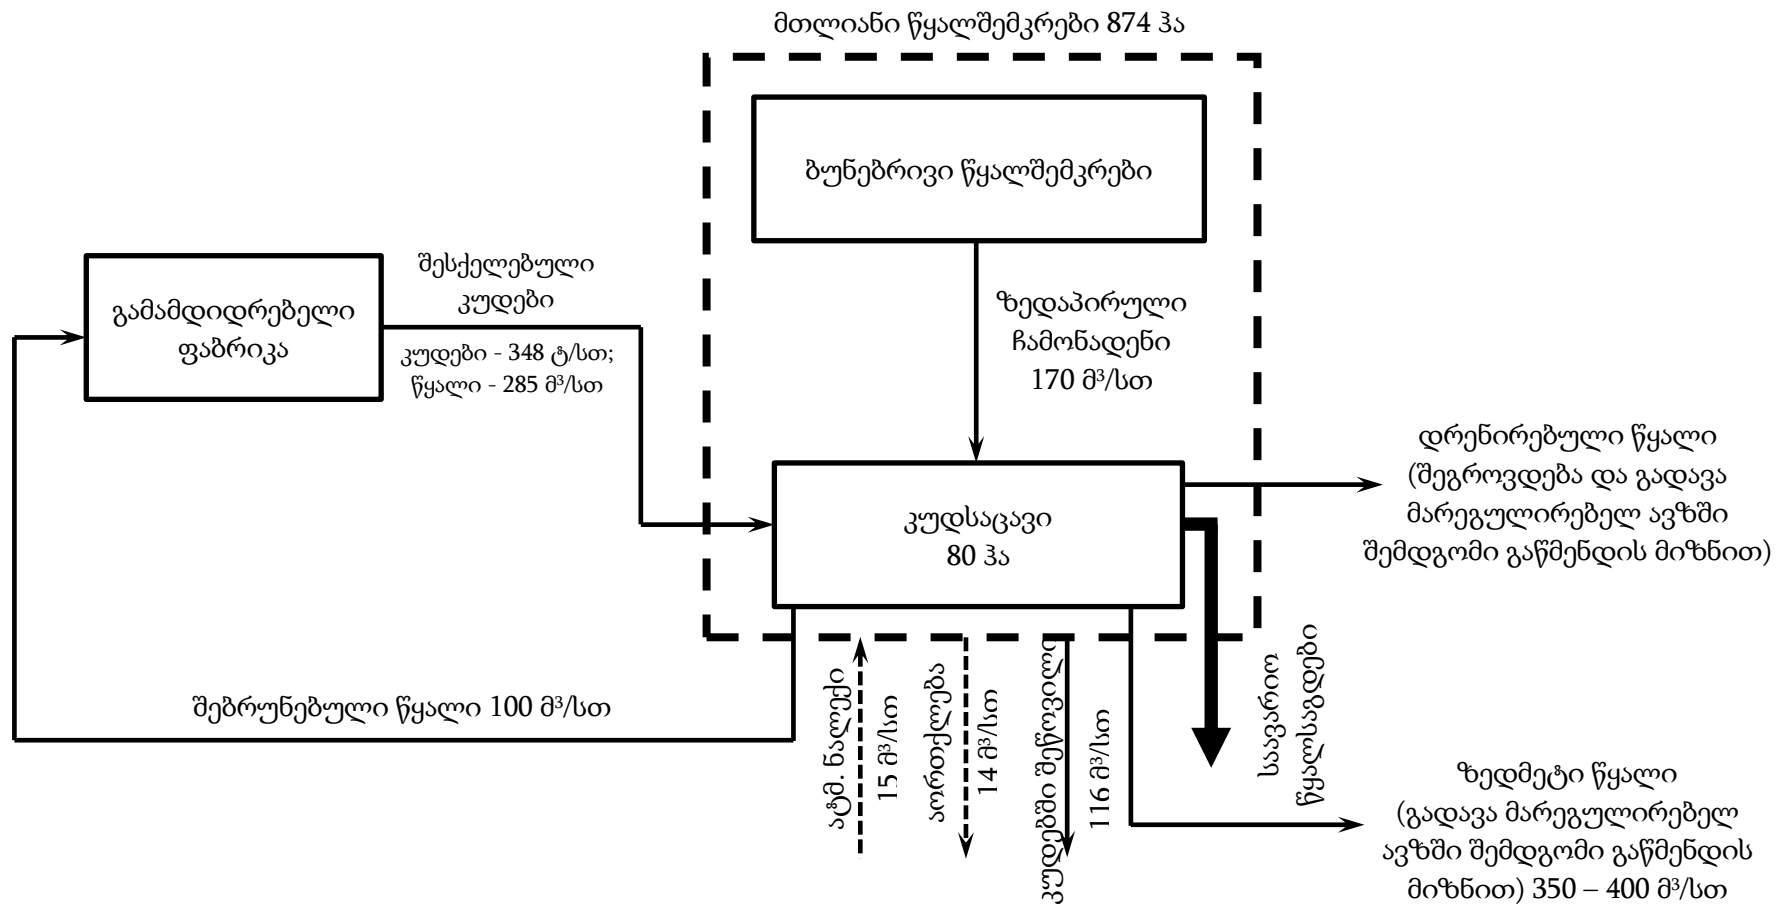 მთლიანი წყალშემკრები 874 ჰა
ბუნებრივი წყალშემკრები
გამამდიდრებელი
ფაბრიკა
შესქელებული
კუდები
კუდები - 348 ტ/სთ;
წყალი - 285 მ³/სთ
ზედაპირული
ჩამონადენი
170 მ³/სთ
კუდსაცავი
80 ჰა
დრენირებული წყალი
(შეგროვდება და გადავა
მარეგულირებელ ავზში
შემდგომი გაწმენდის მიზნით)
შებრუნებული წყალი 100 მ³/სთ
ატმ. ნალექი
15 მ³/სთ
აორთქლება
14 მ³/სთ
კუდებში შეწოვილი
116 მ³/სთ
საავარიო
წყალსაგდები
ზედმეტი წყალი
(გადავა მარეგულირებელ
ავზში შემდგომი გაწმენდის
მიზნით) 350 – 400 მ³/სთ